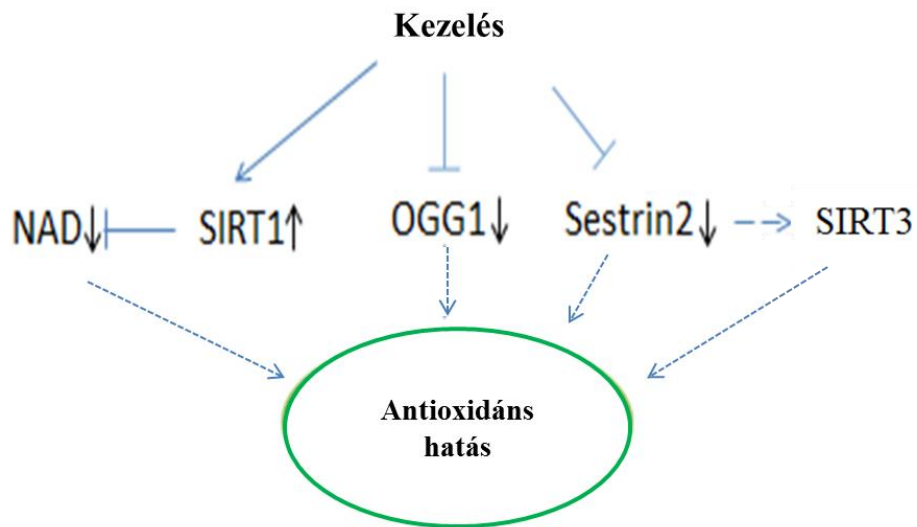 Kezelés
NAD↓ SIRT1↑ OGG1↓ Sestrin2↓ SIRT3
Antioxidáns
hatás